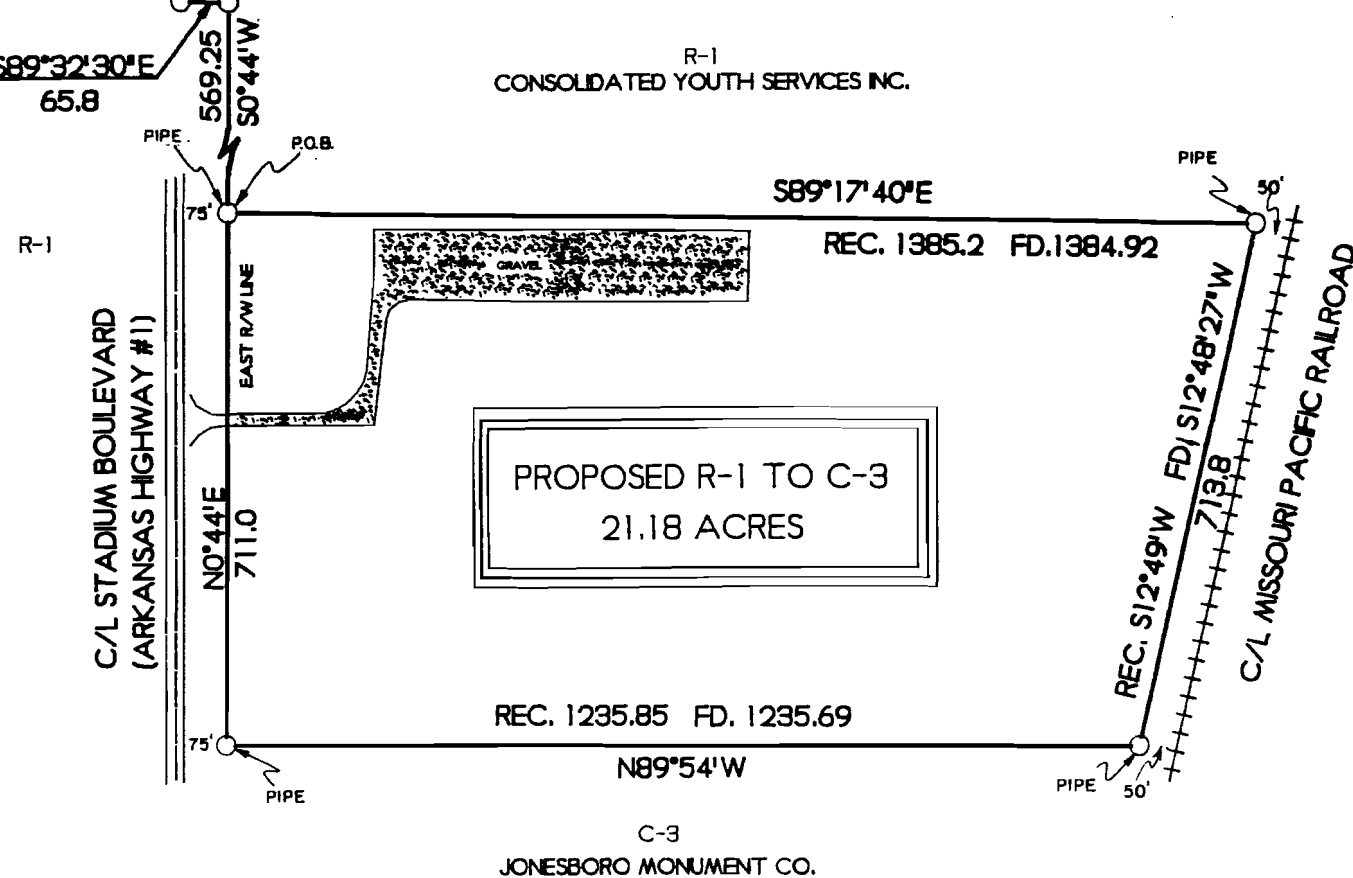 S89°32'30"E
65.8
569.25
S0°44'W
R-1
CONSOLIDATED YOUTH SERVICES INC.
PIPE
P.O.B.
PIPE
50'
75'
S89°17'40"E
REC. 1385.2 FD.1384.92
R-1
GRAVEL
EAST R/W LINE
C/L STADIUM BOULEVARD
(ARKANSAS HIGHWAY #1)
N0°44'E
711.0
PROPOSED R-1 TO C-3
21.18 ACRES
REC. S12°49'W FD. S12°48'27"W
713.8
C/L MISSOURI PACIFIC RAILROAD
REC. 1235.85 FD. 1235.69
N89°54'W
75'
PIPE
PIPE
50'
C-3
JONESBORO MONUMENT CO.